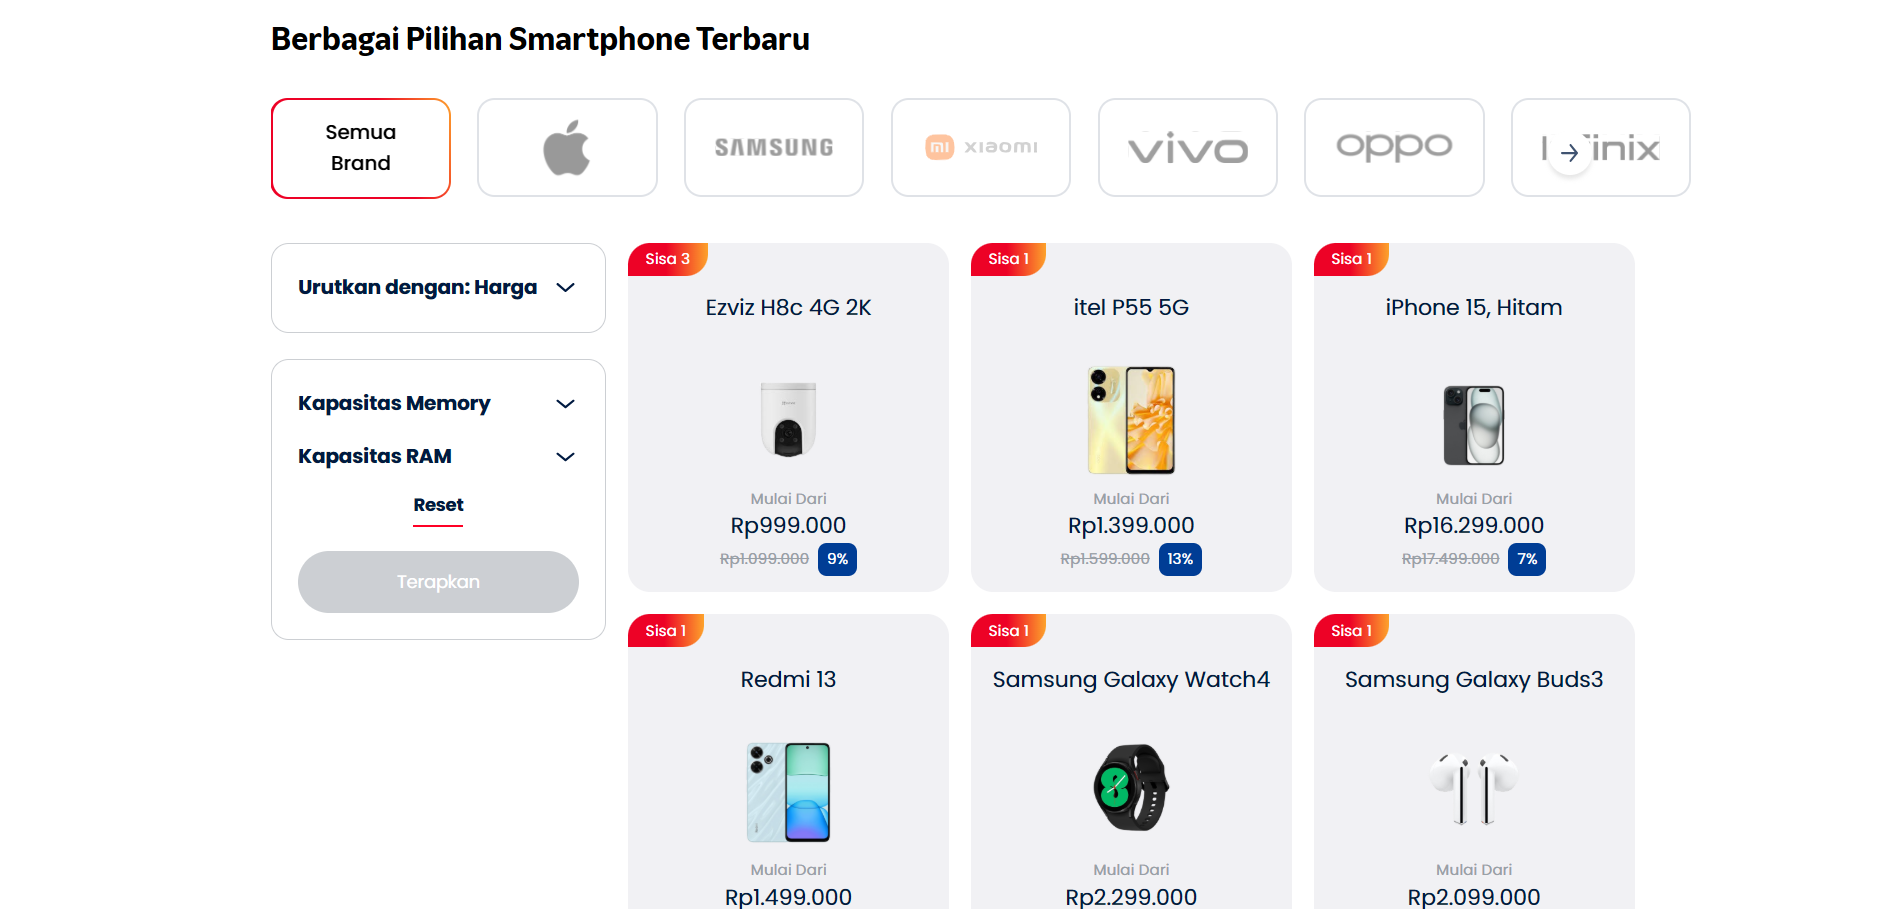 Berbagai Pilihan Smartphone Terbaru
Semua
Brand
SAMSUNG
mi xiaomi
vivo
oppo
Urutkan dengan: Harga
Kapasitas Memory
Kapasitas RAM
Reset
Terapkan
Sisa 3
Ezviz H8c 4G 2K
Mulai Dari
Rp999.000
Rp1.099.000 9%
Sisa 1
itel P55 5G
Mulai Dari
Rp1.399.000
Rp1.599.000 13%
Sisa 1
iPhone 15, Hitam
Mulai Dari
Rp16.299.000
Rp17.499.000 7%
Sisa 1
Redmi 13
Mulai Dari
Rp1.499.000
Sisa 1
Samsung Galaxy Watch4
Mulai Dari
Rp2.299.000
Sisa 1
Samsung Galaxy Buds3
Mulai Dari
Rp2.099.000